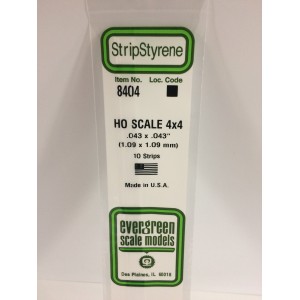 StripStyrene
Item No. Loc. Code
8404
HO SCALE 4x4
.043 x .043"
(1.09 x 1.09 mm)
10 Strips
Made in U.S.A.
evergreen
scale models
Des Plaines, IL 60018